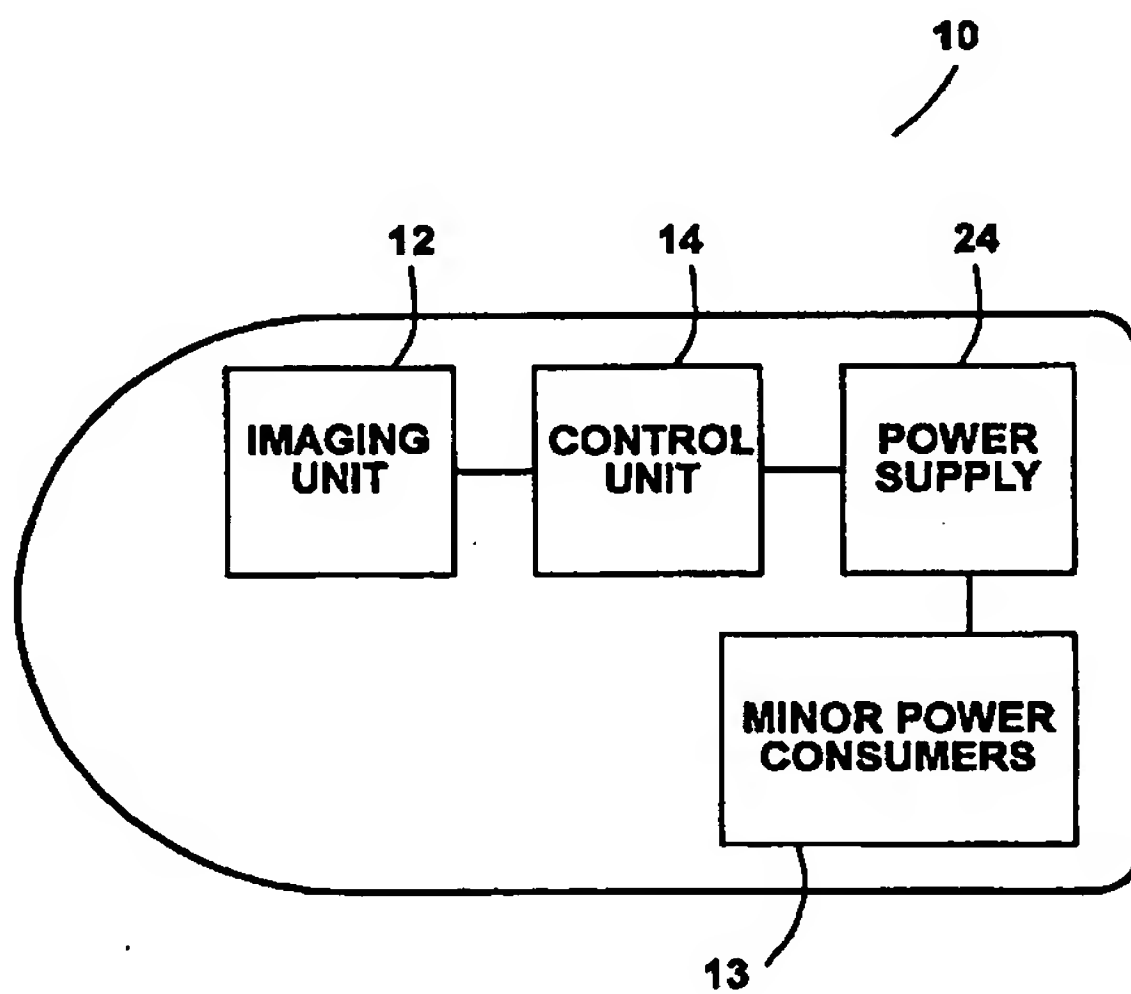 10
12
14
24
IMAGING
UNIT
CONTROL
UNIT
POWER
SUPPLY
MINOR POWER
CONSUMERS
13